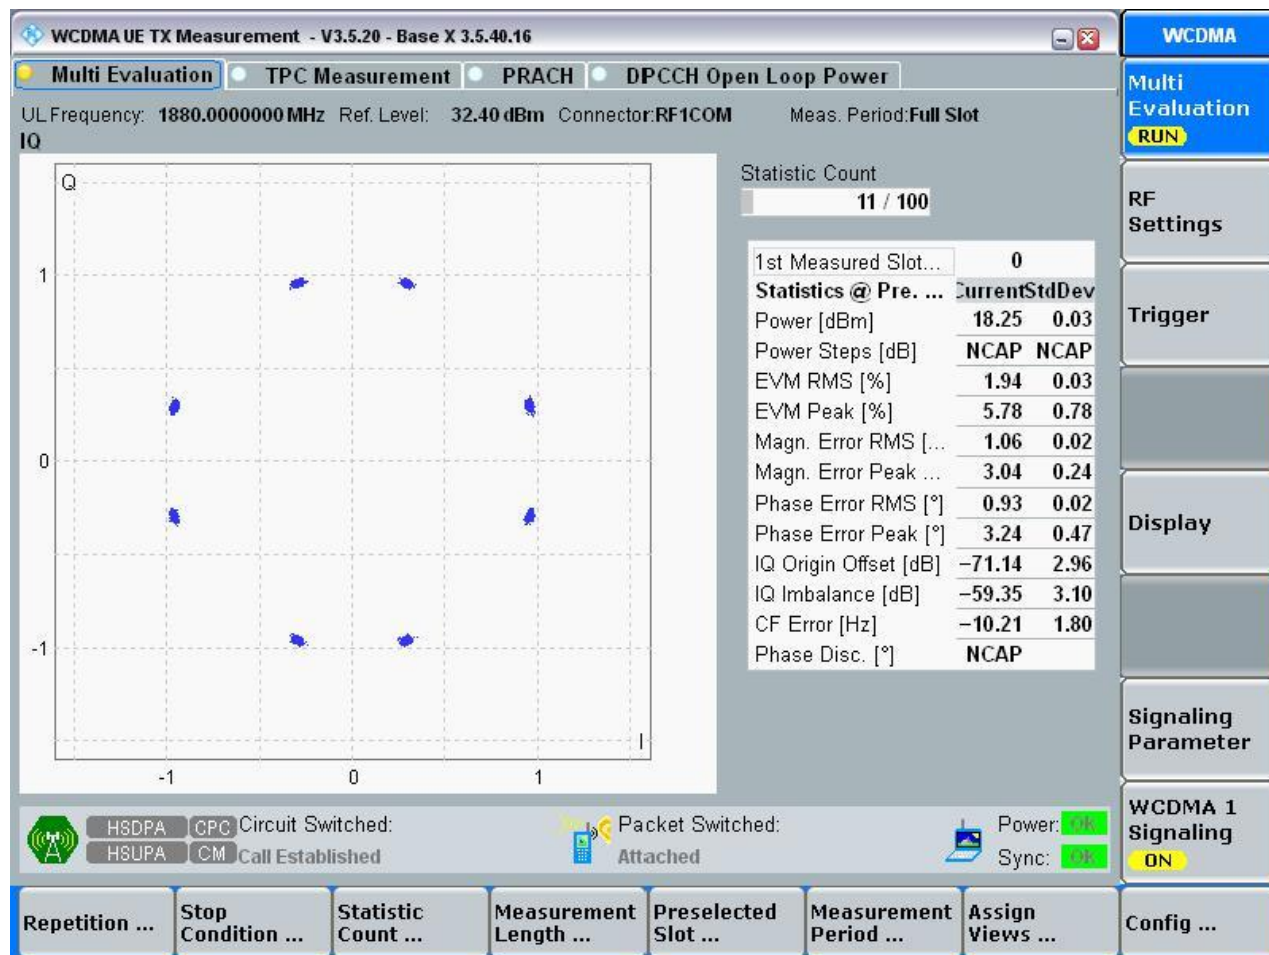 WCDMA UE TX Measurement - V3.5.20 - Base X 3.5.40.16
WCDMA
Multi Evaluation TPC Measurement PRACH DPCCH Open Loop Power
UL Frequency: 1880.0000000 MHz Ref. Level: 32.40 dBm Connector:RF1COM Meas. Period:Full Slot
IQ
Q
1
0
-1
-1 0 1
I
Statistic Count
11 / 100
1st Measured Slot... 0
Statistics @ Pre. ... Current StdDev
Power [dBm] 18.25 0.03
Power Steps [dB] NCAP NCAP
EVM RMS [%] 1.94 0.03
EVM Peak [%] 5.78 0.78
Magn. Error RMS [... 1.06 0.02
Magn. Error Peak ... 3.04 0.24
Phase Error RMS [°] 0.93 0.02
Phase Error Peak [°] 3.24 0.47
IQ Origin Offset [dB] −71.14 2.96
IQ Imbalance [dB] −59.35 3.10
CF Error [Hz] −10.21 1.80
Phase Disc. [°] NCAP
Multi
Evaluation
RUN
RF
Settings
Trigger
Display
Signaling
Parameter
WCDMA 1
Signaling
ON
HSDPA CPC Circuit Switched: Packet Switched: Power: OK
HSUPA CM Call Established Attached Sync: OK
Repetition ...
Stop
Condition ...
Statistic
Count ...
Measurement
Length ...
Preselected
Slot ...
Measurement
Period ...
Assign
Views ...
Config ...